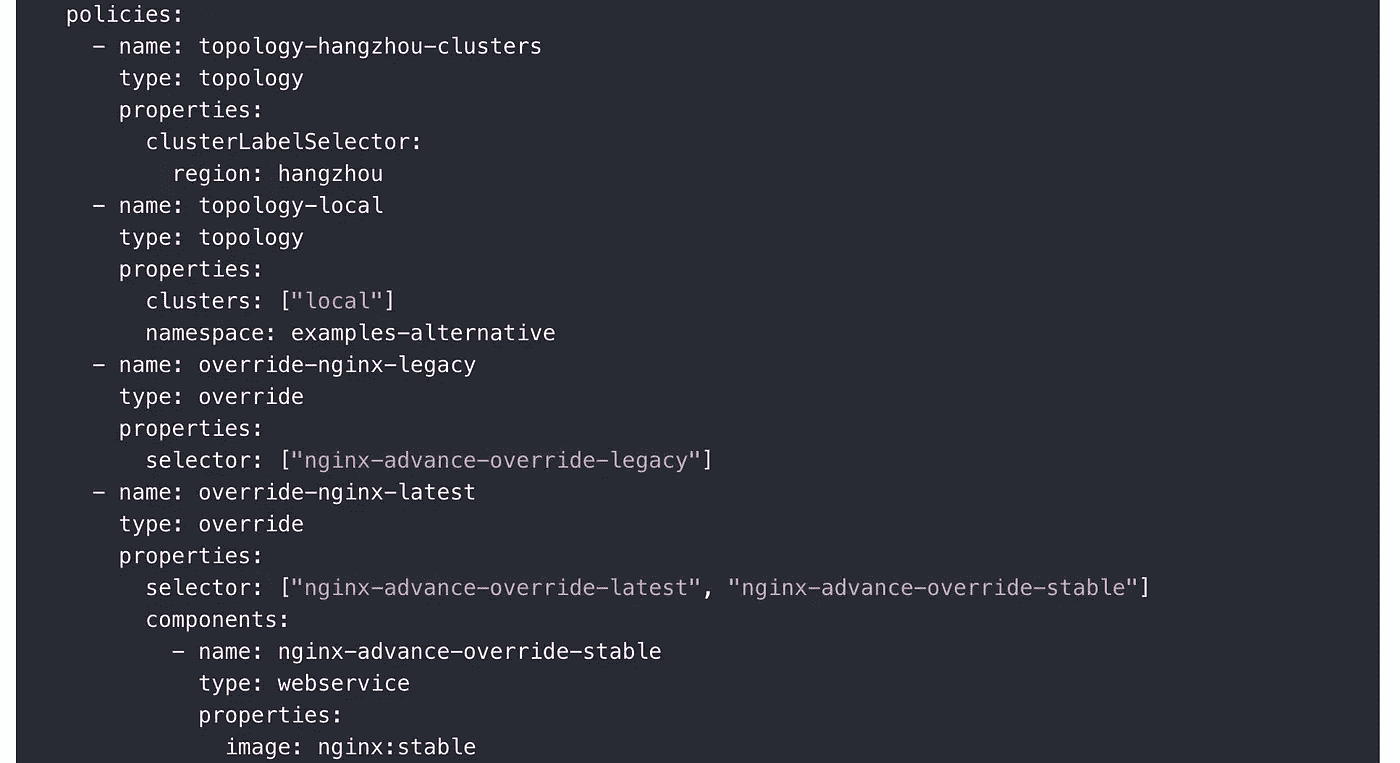 policies:
  - name: topology-hangzhou-clusters
    type: topology
    properties:
      clusterLabelSelector:
        region: hangzhou
  - name: topology-local
    type: topology
    properties:
      clusters: ["local"]
      namespace: examples-alternative
  - name: override-nginx-legacy
    type: override
    properties:
      selector: ["nginx-advance-override-legacy"]
  - name: override-nginx-latest
    type: override
    properties:
      selector: ["nginx-advance-override-latest", "nginx-advance-override-stable"]
      components:
        - name: nginx-advance-override-stable
          type: webservice
          properties:
            image: nginx:stable